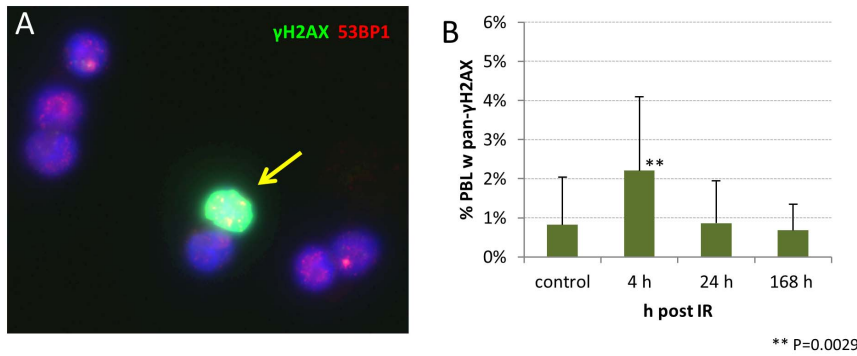 A
γH2AX 53BP1
B
6%
5%
4%
3%
2%
1%
0%
% PBL w pan-γH2AX
**
control 4 h 24 h 168 h
h post IR
** P=0.0029